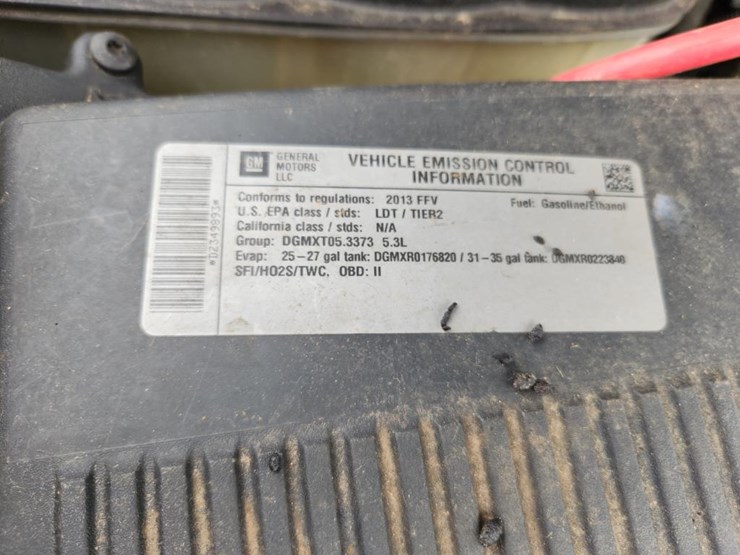 GM
GENERAL
MOTORS
LLC
VEHICLE EMISSION CONTROL
INFORMATION
Conforms to regulations: 2013 FFV
Fuel: Gasoline/Ethanol
U.S. EPA class / stds: LDT / TIER2
California class / stds: N/A
Group: DGMXT05.3373 5.3L
Evap: 25-27 gal tank: DGMXR0176820 / 31-35 gal tank: DGMXR0223840
SFI/HO2S/TWC, OBD: II
*D2349893*